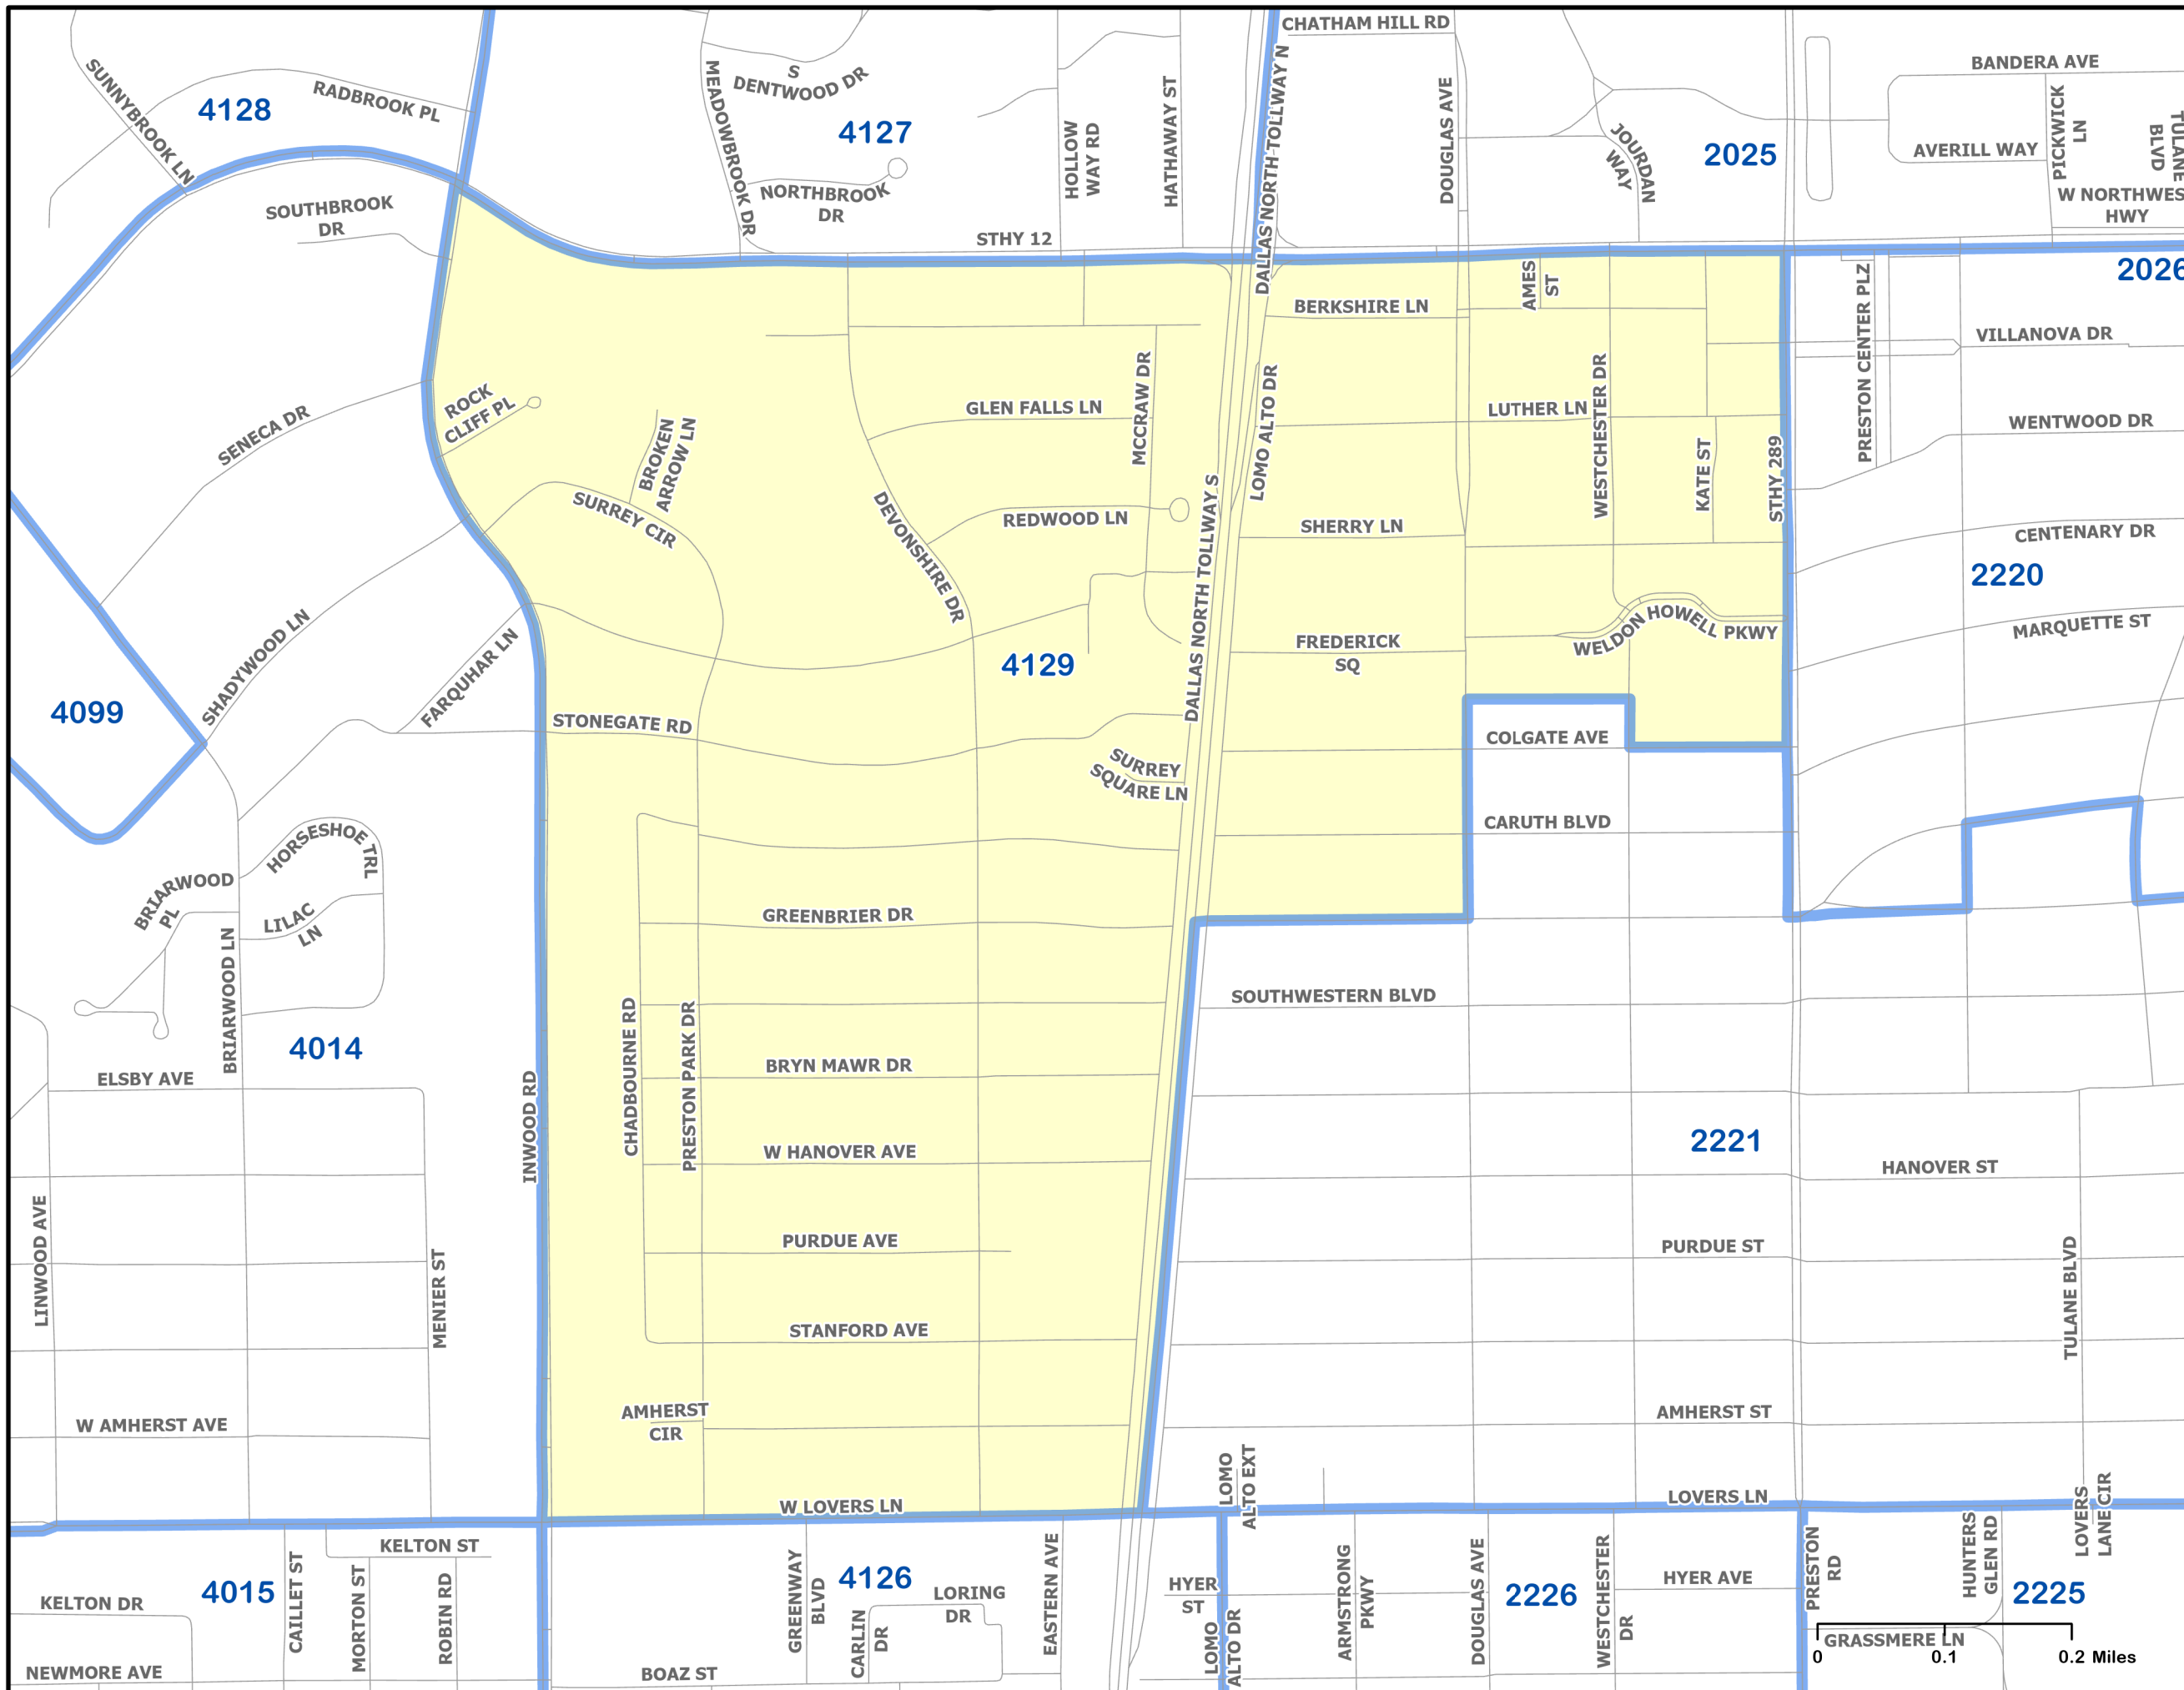 CHATHAM HILL RD
SUNNYBROOK LN
RADBROOK PL
4128
MEADOWBROOK DR
S
DENTWOOD DR
4127
HOLLOW
WAY RD
HATHAWAY ST
DALLAS NORTH TOLLWAY N
DOUGLAS AVE
JOURDAN
WAY
2025
BANDERA AVE
PICKWICK
LN
TULANE
BLVD
AVERILL WAY
W NORTHWES
HWY
SOUTHBROOK
DR
NORTHBROOK
DR
STHY 12
2026
BERKSHIRE LN
AMES
ST
PRESTON CENTER PLZ
VILLANOVA DR
ROCK
CLIFF PL
SENECA DR
BROKEN
ARROW LN
SURREY CIR
GLEN FALLS LN
MCCRAW DR
LOMO ALTO DR
LUTHER LN
WESTCHESTER DR
KATE ST
STHY 289
WENTWOOD DR
DEVONSHIRE DR
REDWOOD LN
DALLAS NORTH TOLLWAY S
SHERRY LN
CENTENARY DR
2220
SHADYWOOD LN
FARQUHAR LN
4129
FREDERICK
SQ
WELDON HOWELL PKWY
MARQUETTE ST
4099
STONEGATE RD
SURREY
SQUARE LN
COLGATE AVE
CARUTH BLVD
HORSESHOE TRL
BRIARWOOD
PL
LILAC
LN
GREENBRIER DR
BRIARWOOD LN
4014
SOUTHWESTERN BLVD
ELSBY AVE
INWOOD RD
CHADBOURNE RD
PRESTON PARK DR
BRYN MAWR DR
W HANOVER AVE
2221
HANOVER ST
LINWOOD AVE
MENIER ST
PURDUE AVE
PURDUE ST
TULANE BLVD
STANFORD AVE
W AMHERST AVE
AMHERST
CIR
AMHERST ST
LOMO
ALTO EXT
W LOVERS LN
LOVERS LN
LOVERS
LANE CIR
KELTON ST
CAILLET ST
MORTON ST
ROBIN RD
4015
KELTON DR
NEWMORE AVE
GREENWAY
BLVD
4126
CARLIN
DR
LORING
DR
EASTERN AVE
BOAZ ST
HYER
ST
LOMO
ALTO DR
ARMSTRONG
PKWY
DOUGLAS AVE
2226
WESTCHESTER
DR
HYER AVE
PRESTON
RD
HUNTERS
GLEN RD
2225
GRASSMERE LN
0 0.1 0.2 Miles